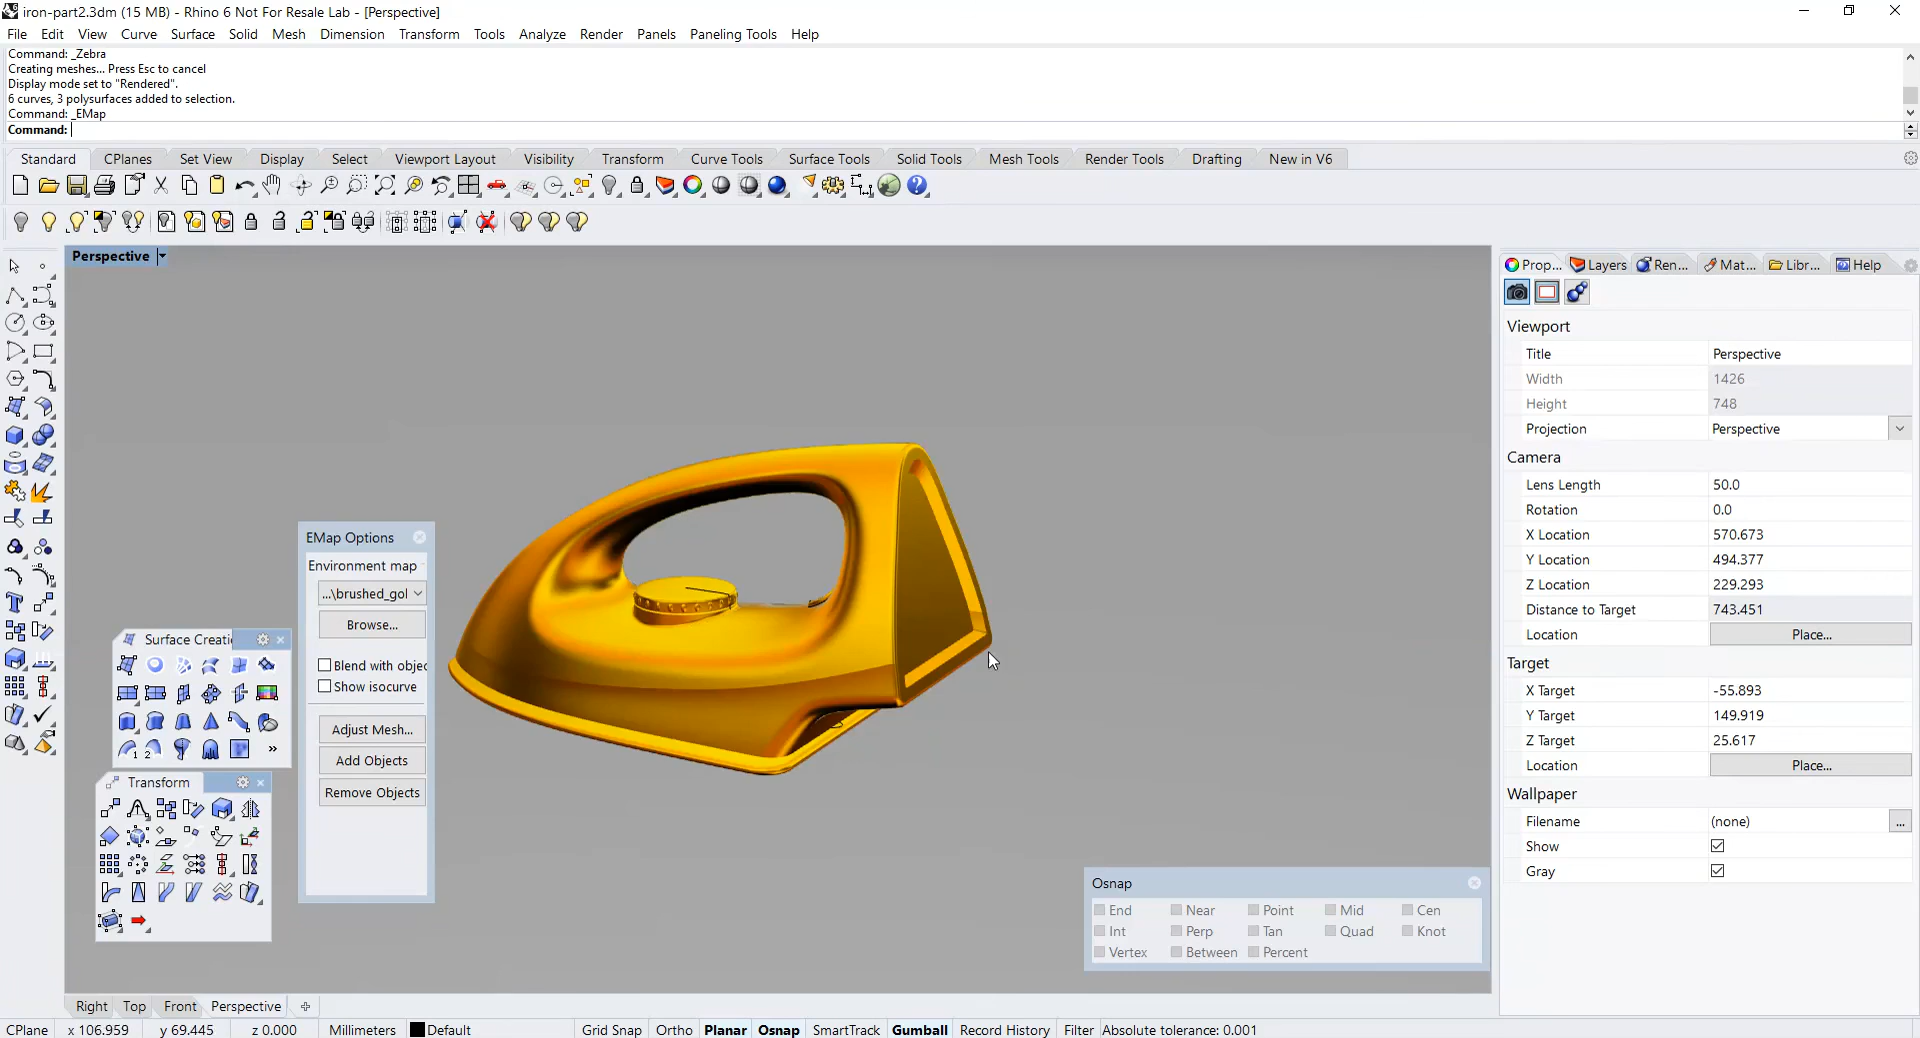 iron-part2.3dm (15 MB) - Rhino 6 Not For Resale Lab - [Perspective]
File Edit View Curve Surface Solid Mesh Dimension Transform Tools Analyze Render Panels Paneling Tools Help
Command: _Zebra
Creating meshes... Press Esc to cancel
Display mode set to "Rendered".
6 curves, 3 polysurfaces added to selection.
Command: _EMap
Command:
Standard CPlanes Set View Display Select Viewport Layout Visibility Transform Curve Tools Surface Tools Solid Tools Mesh Tools Render Tools Drafting New in V6
Perspective
Prop... Layers Ren... Mat... Libr... Help
Viewport
Title Perspective
Width 1426
Height 748
Projection Perspective
Camera
Lens Length 50.0
Rotation 0.0
X Location 570.673
Y Location 494.377
Z Location 229.293
Distance to Target 743.451
Location Place...
Target
X Target -55.893
Y Target 149.919
Z Target 25.617
Location Place...
Wallpaper
Filename (none) ...
Show
Gray
EMap Options
Environment map
...\brushed_gol
Browse...
Blend with objec
Show isocurve
Adjust Mesh...
Add Objects
Remove Objects
Surface Creati
1 2 »
Transform
Osnap
End Near Point Mid Cen
Int Perp Tan Quad Knot
Vertex Between Percent
Right Top Front Perspective
CPlane x 106.959 y 69.445 z 0.000 Millimeters Default Grid Snap Ortho Planar Osnap SmartTrack Gumball Record History Filter Absolute tolerance: 0.001